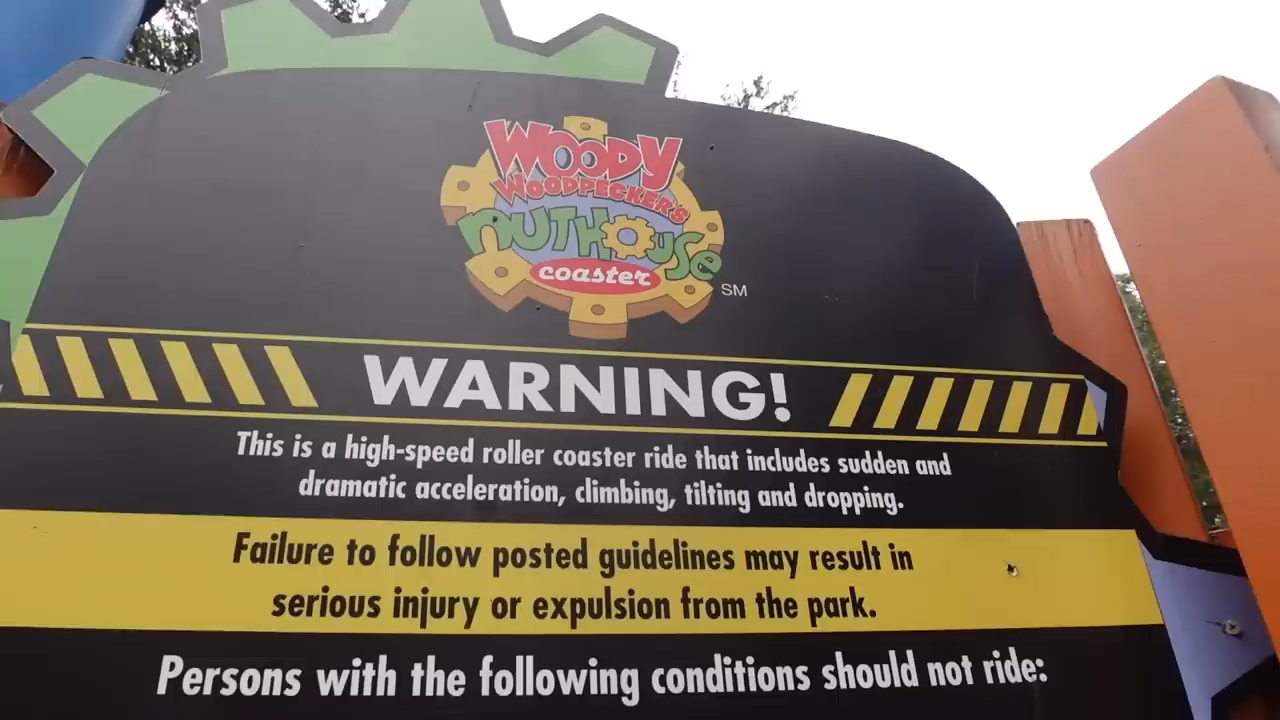 WOODY
WOODPECKER'S
NUTHOUSE
coaster
SM
WARNING!
This is a high-speed roller coaster ride that includes sudden and
dramatic acceleration, climbing, tilting and dropping.
Failure to follow posted guidelines may result in
serious injury or expulsion from the park.
Persons with the following conditions should not ride: